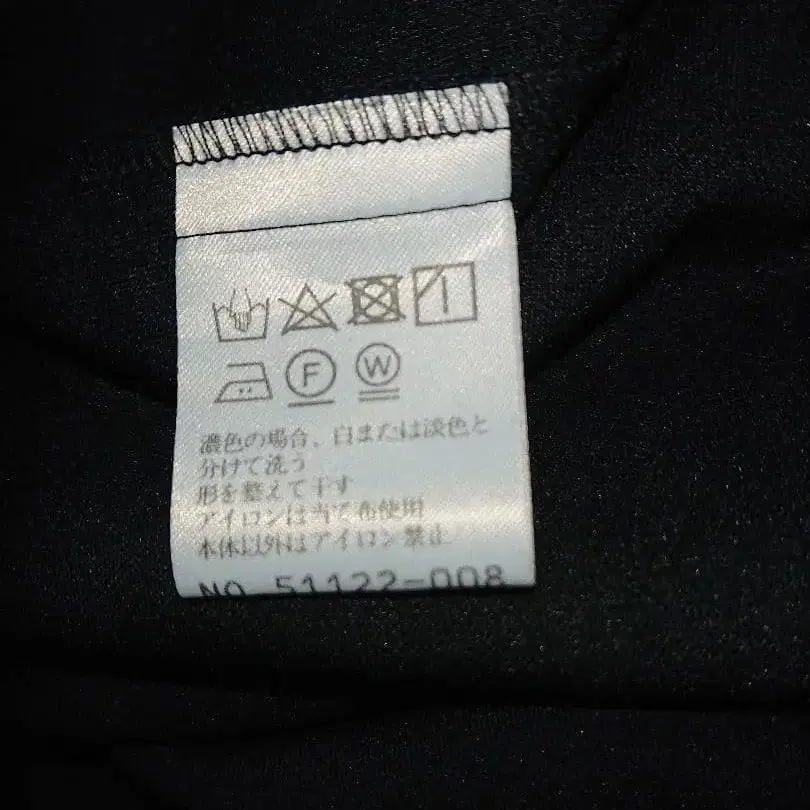 F W
濃色の場合、白または淡色と
分けて洗う
形を整えて干す
アイロンは当て布使用
本体以外はアイロン禁止
NO 51122-008